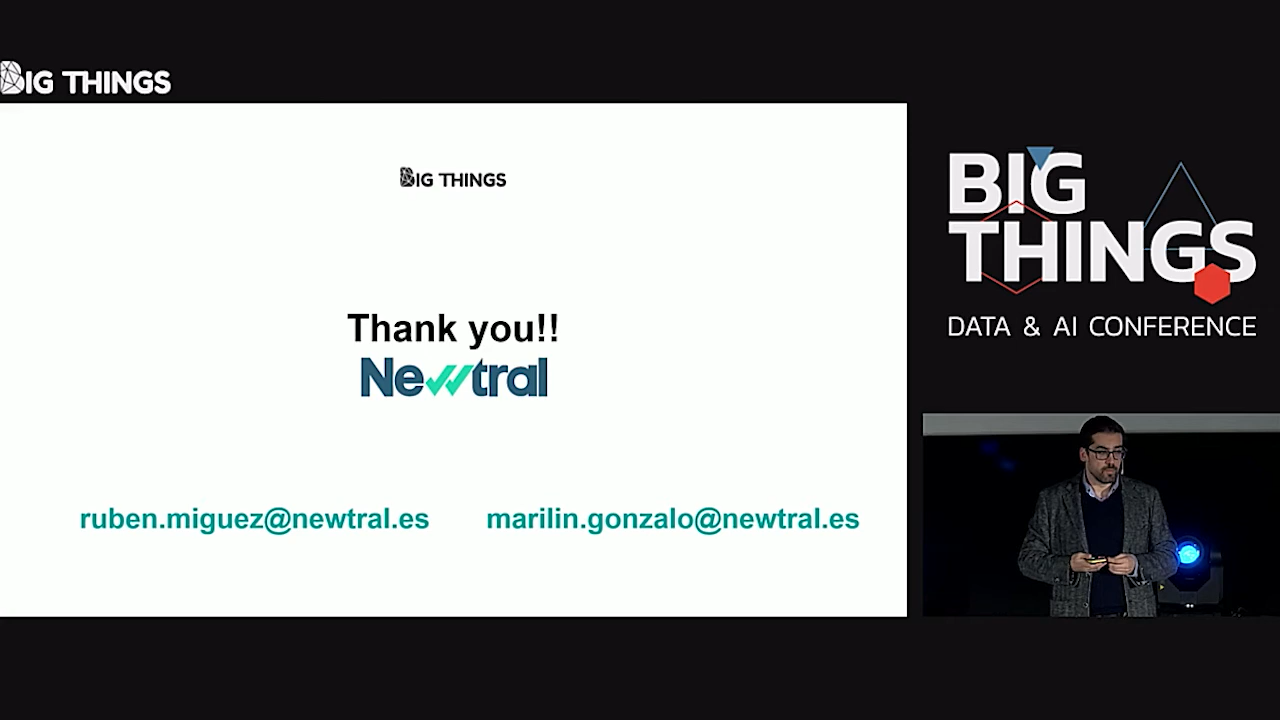 BIG THINGS
BIG THINGS
Thank you!!
Newtral
ruben.miguez@newtral.es
marilin.gonzalo@newtral.es
BIG
THINGS
DATA & AI CONFERENCE